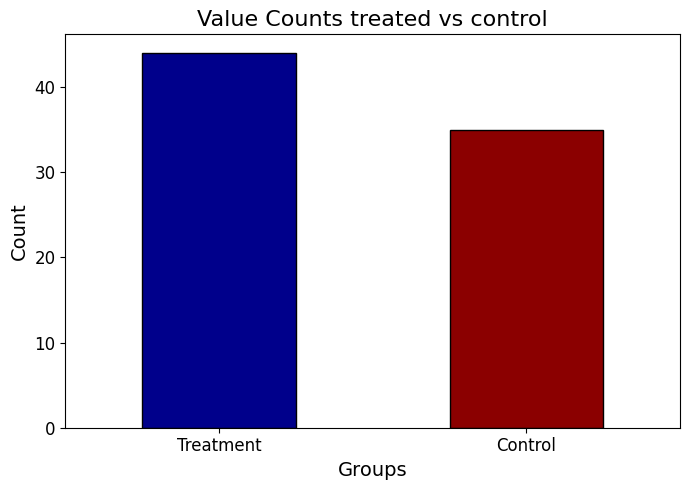 Value Counts treated vs control
Count
40
30
20
10
0
Treatment Control
Groups